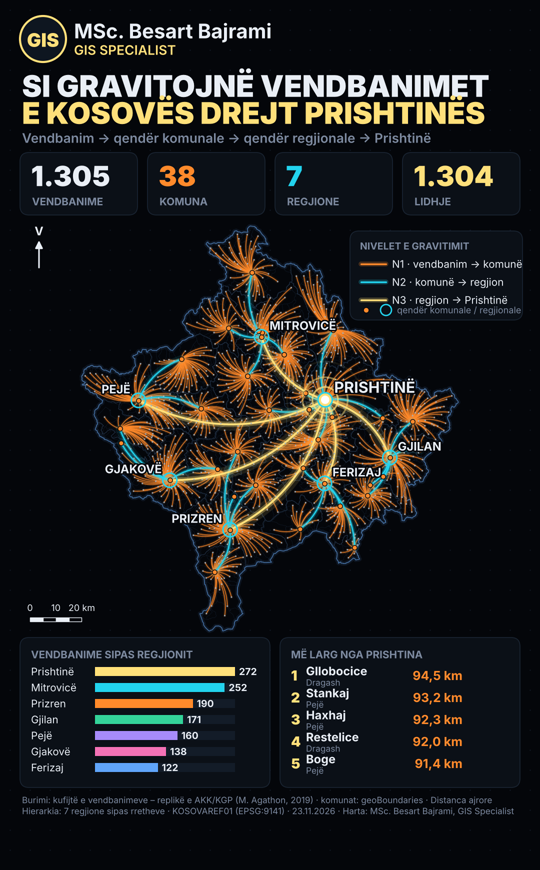 GIS
MSc. Besart Bajrami
GIS SPECIALIST
SI GRAVITOJNË VENDBANIMET
E KOSOVËS DREJT PRISHTINËS
Vendbanim → qendër komunale → qendër regjionale → Prishtinë
1.305
VENDBANIME
38
KOMUNA
7
REGJIONE
1.304
LIDHJE
V
NIVELET E GRAVITIMIT
N1 · vendbanim → komunë
N2 · komunë → regjion
N3 · regjion → Prishtinë
qendër komunale / regjionale
MITROVICË
PEJË
PRISHTINË
GJILAN
GJAKOVË
FERIZAJ
PRIZREN
0 10 20 km
VENDBANIME SIPAS REGJIONIT
Prishtinë 272
Mitrovicë 252
Prizren 190
Gjilan 171
Pejë 160
Gjakovë 138
Ferizaj 122
MË LARG NGA PRISHTINA
1 Gllobocice 94,5 km
Dragash
2 Stankaj 93,2 km
Pejë
3 Haxhaj 92,3 km
Pejë
4 Restelice 92,0 km
Dragash
5 Boge 91,4 km
Pejë
Burimi: kufijtë e vendbanimeve – replikë e AKK/KGP (M. Agathon, 2019) · komunat: geoBoundaries · Distanca ajrore
Hierarkia: 7 regjione sipas rretheve · KOSOVAREF01 (EPSG:9141) · 23.11.2026 · Harta: MSc. Besart Bajrami, GIS Specialist